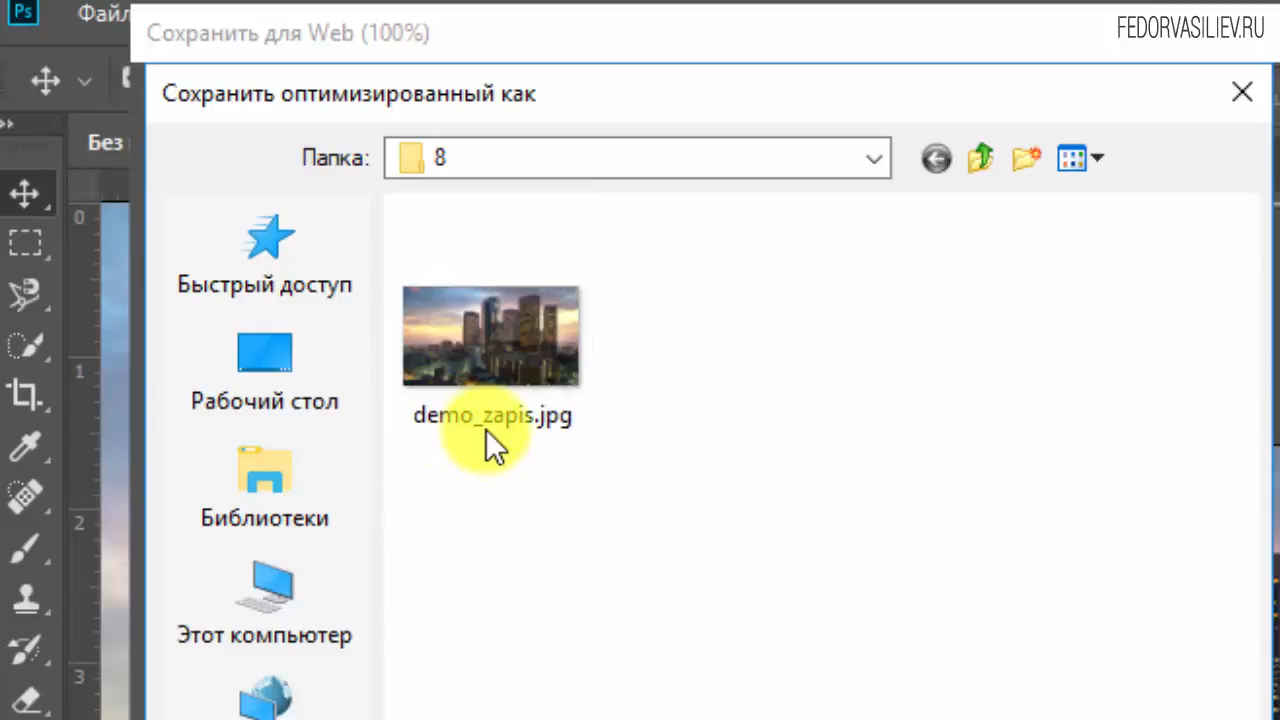 Ps
Файл
Сохранить для Web (100%)
FEDORVASILIEV.RU
Сохранить оптимизированный как
Без
Папка:
8
0
Быстрый доступ
1
Рабочий стол
demo_zapis.jpg
2
Библиотеки
Этот компьютер
3